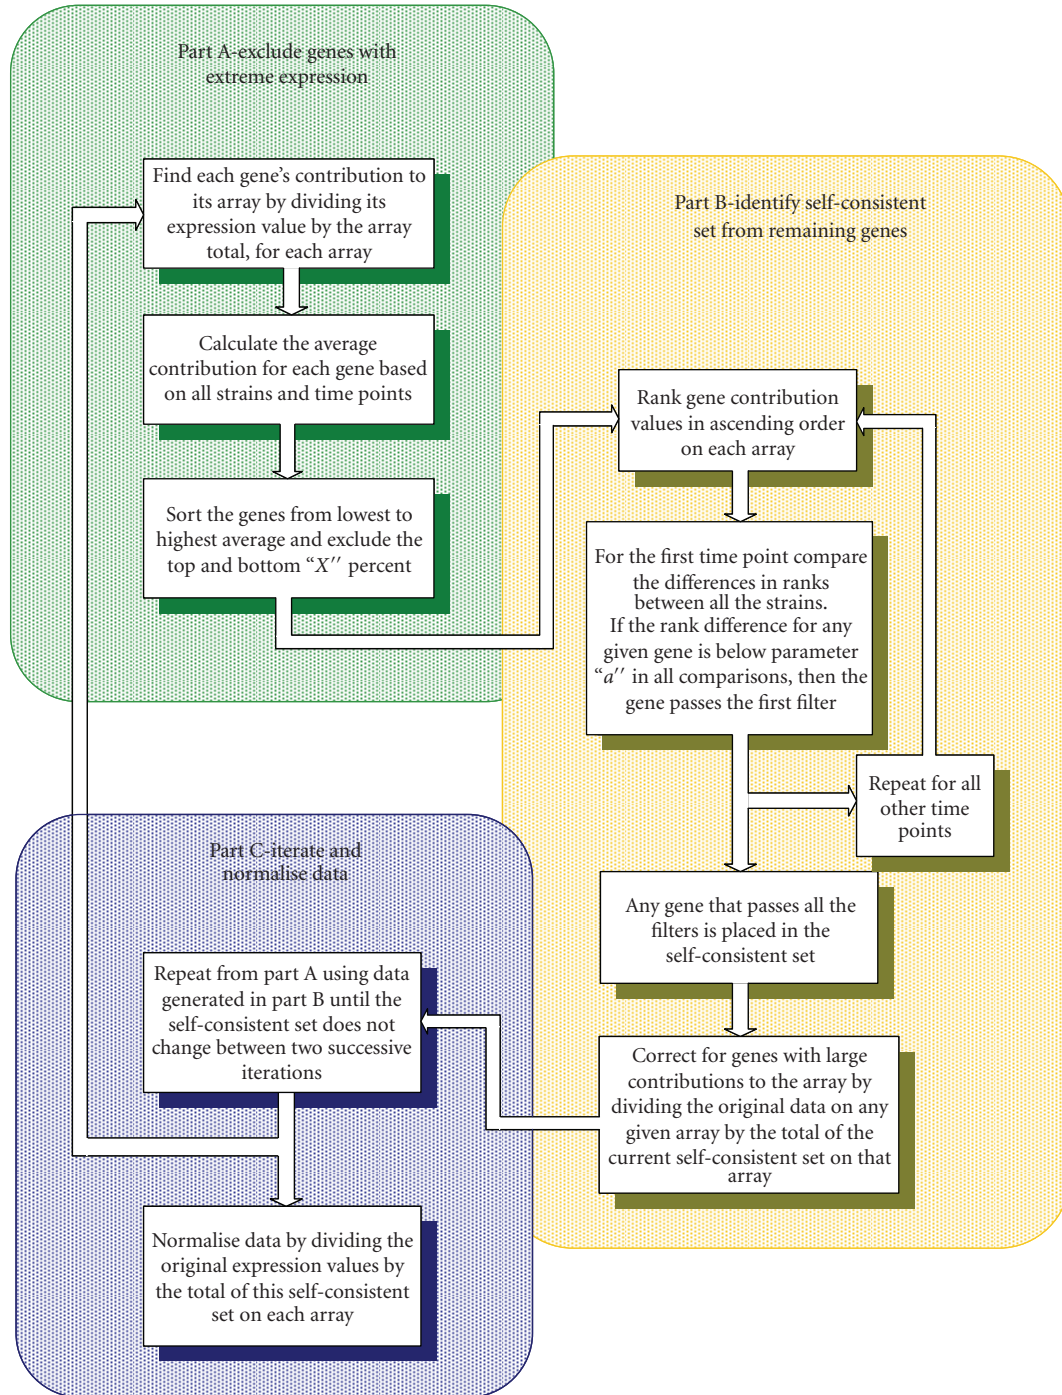 Part A-exclude genes with
extreme expression
Find each gene's contribution to
its array by dividing its
expression value by the array
total, for each array
Calculate the average
contribution for each gene based
on all strains and time points
Sort the genes from lowest to
highest average and exclude the
top and bottom “X′′ percent
Part B-identify self-consistent
set from remaining genes
Rank gene contribution
values in ascending order
on each array
For the first time point compare
the differences in ranks
between all the strains.
If the rank difference for any
given gene is below parameter
“a′′ in all comparisons, then the
gene passes the first filter
Repeat for all
other time
points
Any gene that passes all the
filters is placed in the
self-consistent set
Correct for genes with large
contributions to the array by
dividing the original data on any
given array by the total of the
current self-consistent set on that
array
Part C-iterate and
normalise data
Repeat from part A using data
generated in part B until the
self-consistent set does not
change between two successive
iterations
Normalise data by dividing the
original expression values by
the total of this self-consistent
set on each array